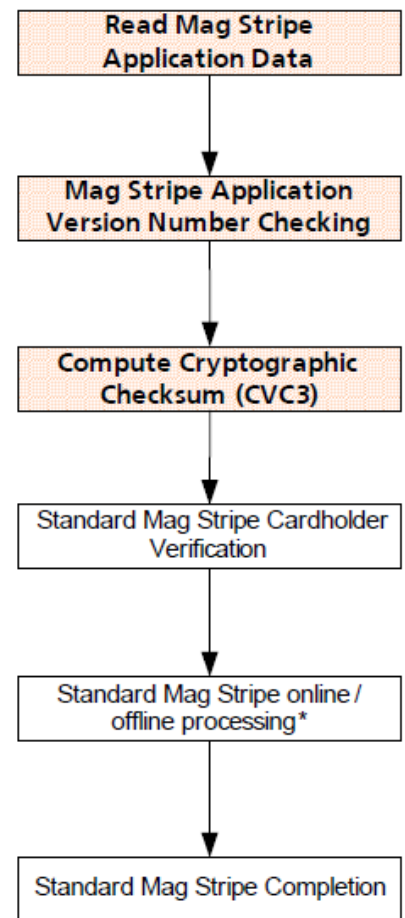 Read Mag Stripe
Application Data
Mag Stripe Application
Version Number Checking
Compute Cryptographic
Checksum (CVC3)
Standard Mag Stripe Cardholder
Verification
Standard Mag Stripe online /
offline processing*
Standard Mag Stripe Completion